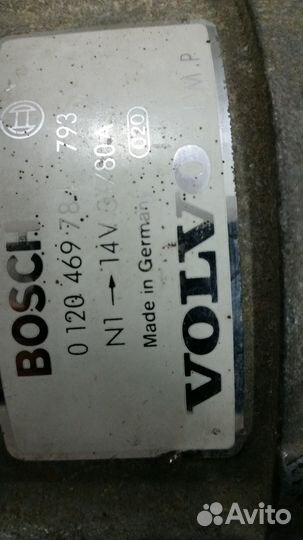 BOSCH
0 120 469 78 793
N1 → 14V 80A 020
Made in German
VOLVO
Avito